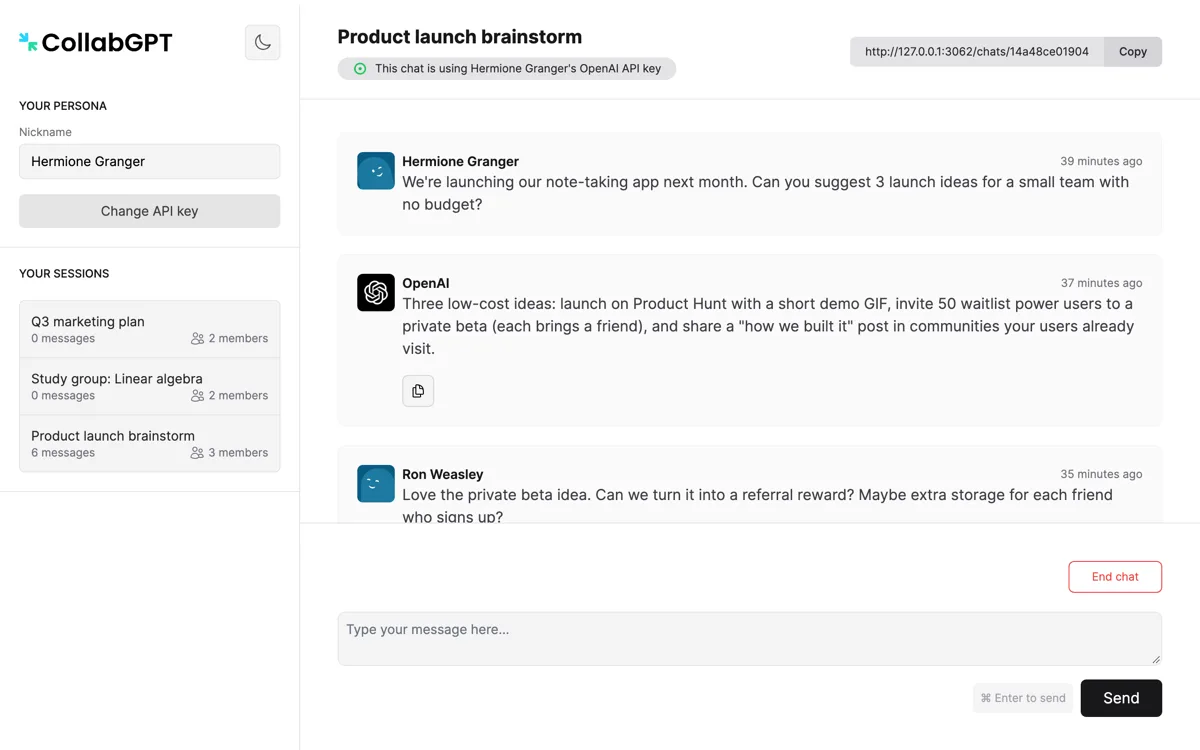 CollabGPT
YOUR PERSONA
Nickname
Hermione Granger
Change API key
YOUR SESSIONS
Q3 marketing plan
0 messages
2 members
Study group: Linear algebra
0 messages
2 members
Product launch brainstorm
6 messages
3 members
Product launch brainstorm
This chat is using Hermione Granger's OpenAI API key
http://127.0.0.1:3062/chats/14a48ce01904
Copy
Hermione Granger
39 minutes ago
We're launching our note-taking app next month. Can you suggest 3 launch ideas for a small team with
no budget?
OpenAI
37 minutes ago
Three low-cost ideas: launch on Product Hunt with a short demo GIF, invite 50 waitlist power users to a
private beta (each brings a friend), and share a "how we built it" post in communities your users already
visit.
Ron Weasley
35 minutes ago
Love the private beta idea. Can we turn it into a referral reward? Maybe extra storage for each friend
who signs up?
End chat
Type your message here...
⌘ Enter to send
Send